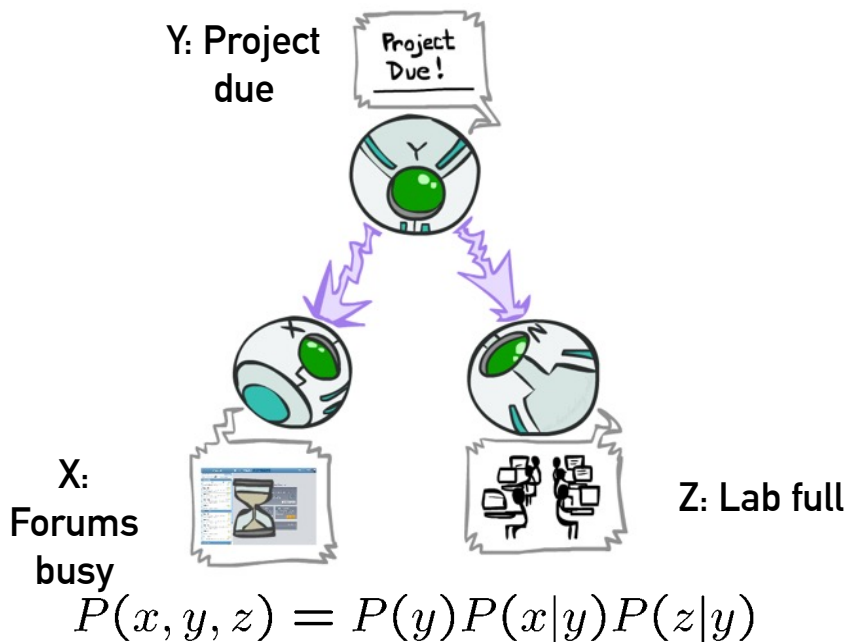 Y: Project
due
Project
Due!
Y
X
Z
X:
Forums
busy
Z: Lab full
P(x, y, z) = P(y)P(x|y)P(z|y)